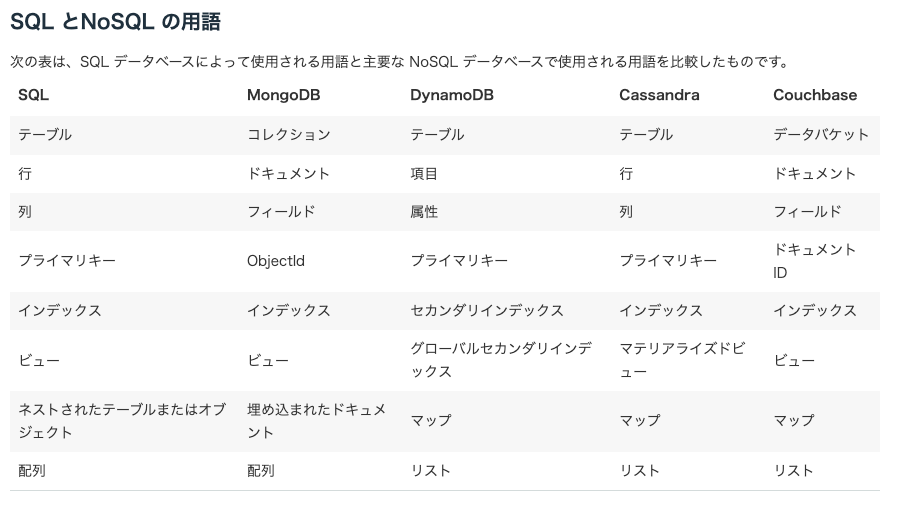 SQL とNoSQL の用語
次の表は、SQL データベースによって使用される用語と主要な NoSQL データベースで使用される用語を比較したものです。
SQL MongoDB DynamoDB Cassandra Couchbase
テーブル コレクション テーブル テーブル データバケット
行 ドキュメント 項目 行 ドキュメント
列 フィールド 属性 列 フィールド
プライマリキー ObjectId プライマリキー プライマリキー ドキュメント
ID
インデックス インデックス セカンダリインデックス インデックス インデックス
ビュー ビュー グローバルセカンダリインデ マテリアライズドビ ビュー
ックス ュー
ネストされたテーブルまたはオブ 埋め込まれたドキュメ マップ マップ マップ
ジェクト ント
配列 配列 リスト リスト リスト